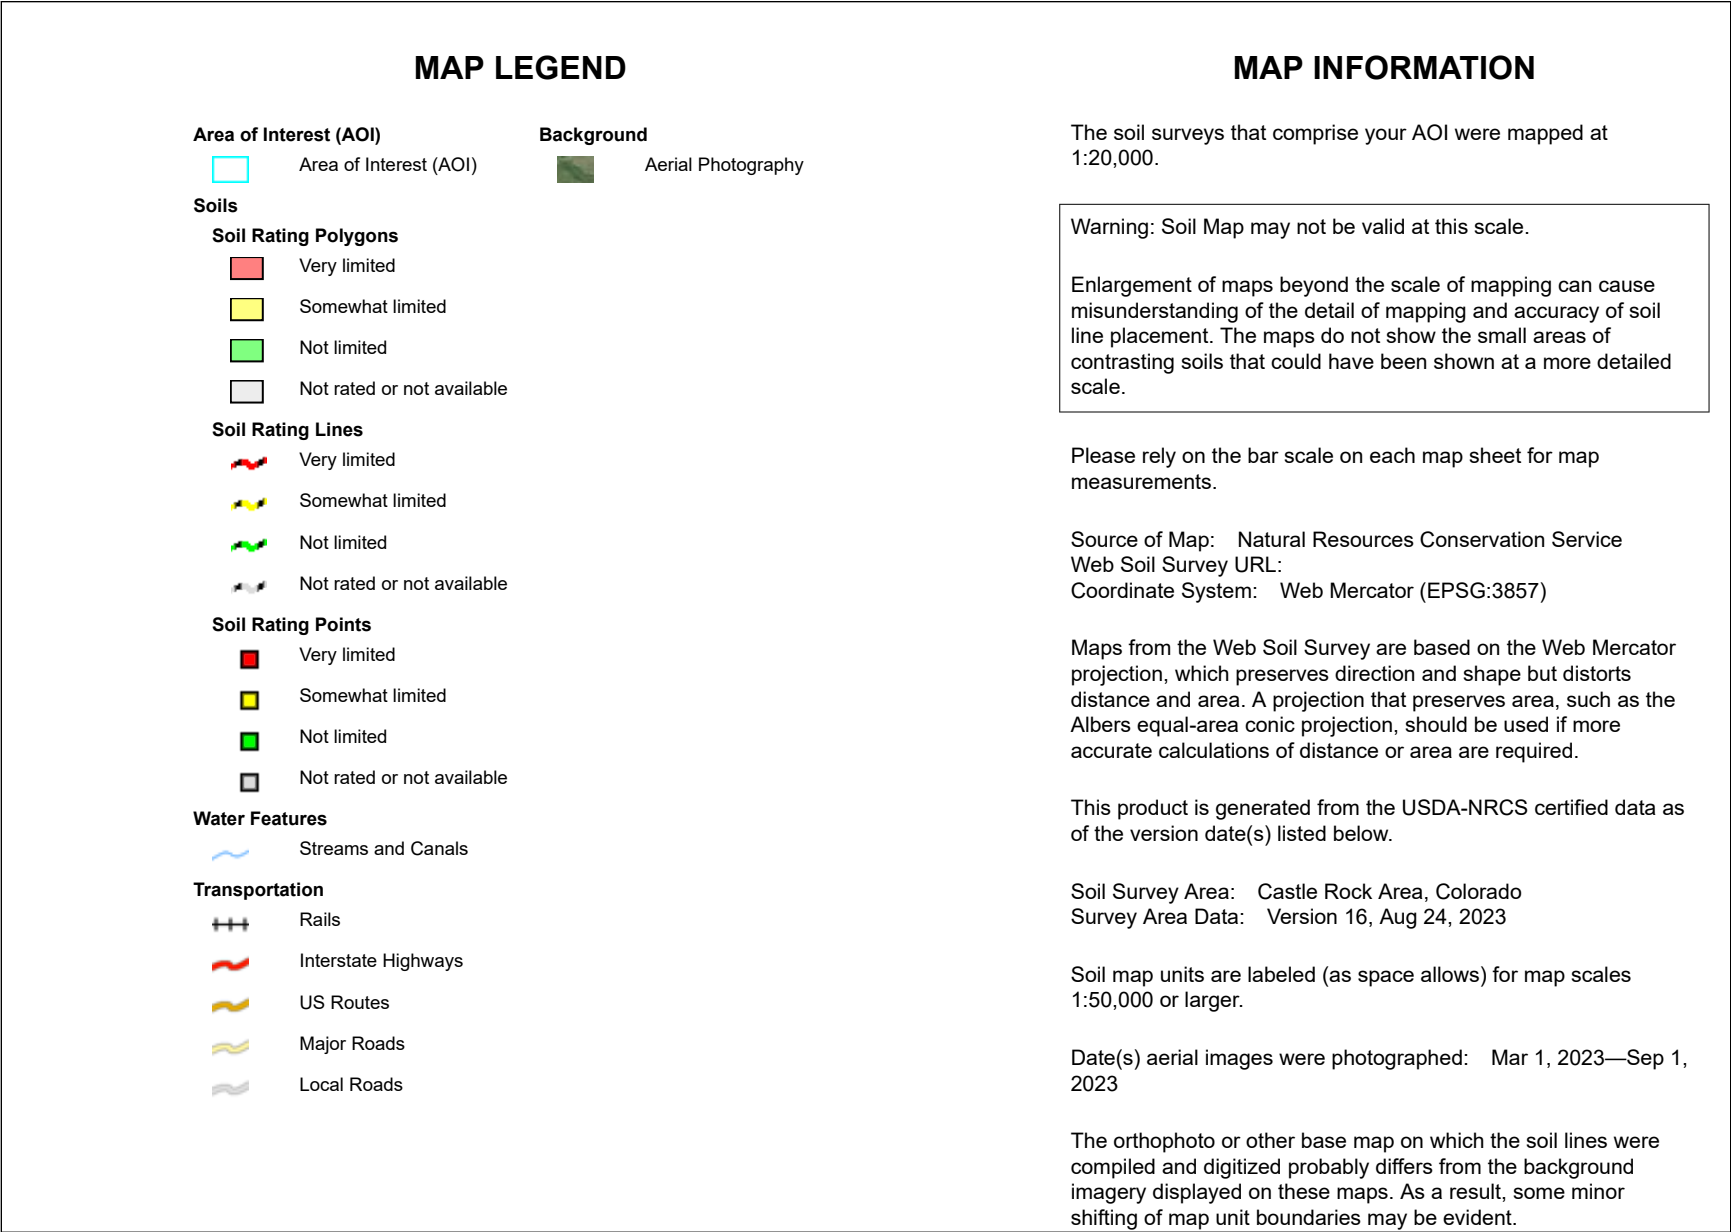 MAP LEGEND
Area of Interest (AOI)
Area of Interest (AOI)
Soils
Soil Rating Polygons
Very limited
Somewhat limited
Not limited
Not rated or not available
Soil Rating Lines
Very limited
Somewhat limited
Not limited
Not rated or not available
Soil Rating Points
Very limited
Somewhat limited
Not limited
Not rated or not available
Water Features
Streams and Canals
Transportation
Rails
Interstate Highways
US Routes
Major Roads
Local Roads
Background
Aerial Photography
MAP INFORMATION
The soil surveys that comprise your AOI were mapped at
1:20,000.
Warning: Soil Map may not be valid at this scale.
Enlargement of maps beyond the scale of mapping can cause
misunderstanding of the detail of mapping and accuracy of soil
line placement. The maps do not show the small areas of
contrasting soils that could have been shown at a more detailed
scale.
Please rely on the bar scale on each map sheet for map
measurements.
Source of Map: Natural Resources Conservation Service
Web Soil Survey URL:
Coordinate System: Web Mercator (EPSG:3857)
Maps from the Web Soil Survey are based on the Web Mercator
projection, which preserves direction and shape but distorts
distance and area. A projection that preserves area, such as the
Albers equal-area conic projection, should be used if more
accurate calculations of distance or area are required.
This product is generated from the USDA-NRCS certified data as
of the version date(s) listed below.
Soil Survey Area: Castle Rock Area, Colorado
Survey Area Data: Version 16, Aug 24, 2023
Soil map units are labeled (as space allows) for map scales
1:50,000 or larger.
Date(s) aerial images were photographed: Mar 1, 2023—Sep 1,
2023
The orthophoto or other base map on which the soil lines were
compiled and digitized probably differs from the background
imagery displayed on these maps. As a result, some minor
shifting of map unit boundaries may be evident.